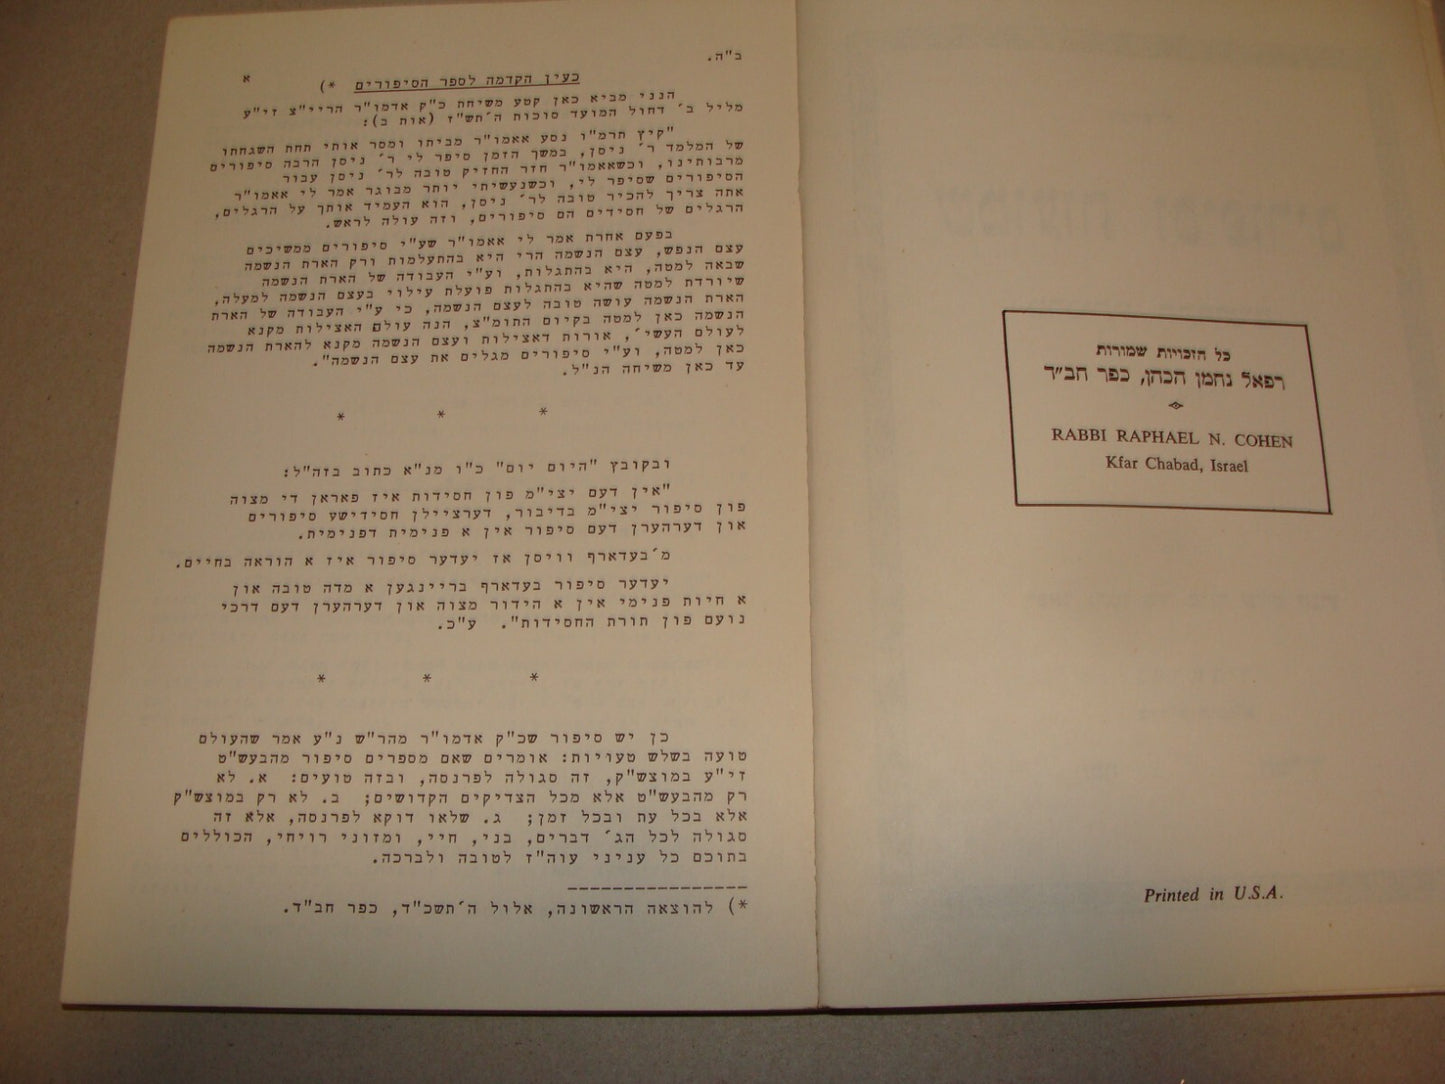 כל הזכויות שמורות
רפאל נחמן הכהן, כפר חב״ד
RABBI RAPHAEL N. COHEN
Kfar Chabad, Israel
Printed in U.S.A.
ב"ה.
א
כעין הקדמה לספר הסיפורים *)
הנני מביא כאן קטע משיחת כ"ק אדמו"ר הריי"צ זי"ע
מליל ב׳ דחול המועד סוכות ה׳תש"ז (אות ב):
"קיץ תרמ"ו נסע אאמו"ר מביתו ומסר אותי תחת השגחתו
של המלמד ר׳ ניסן, במשך הזמן סיפר לי ר׳ ניסן הרבה סיפורים
מרבותינו, וכשאאמו"ר חזר החזיק טובה לר׳ ניסן עבור
הסיפורים שסיפר לי, וכשנעשיתי יותר מבוגר אמר לי אאמו"ר
אתה צריך להכיר טובה לר׳ ניסן, הוא העמיד אותך על הרגלים,
הרגלים של חסידים הם סיפורים, וזה עולה לראש.
בפעם אחרת אמר לי אאמו"ר שע"י סיפורים ממשיכים
עצם הנפש, עצם הנשמה הרי היא בהתעלמות ורק הארת הנשמה
שבאה למטה, היא בהתגלות, וע"י העבודה של הארת הנשמה
שיורדת למטה שהיא בהתגלות פועלת עילוי בעצם הנשמה למעלה,
הארת הנשמה עושה טובה לעצם הנשמה, כי ע"י העבודה של הארת
הנשמה כאן למטה בקיום התומ"צ, הנה עולם האצילות מקנא
לעולם העשי׳, אורות דאצילות ועצם הנשמה מקנא להארת הנשמה
כאן למטה, וע"י סיפורים מגלים את עצם הנשמה".
עד כאן משיחה הנ"ל.
* * *
ובקובץ "היום יום" כ"ו מנ"א כתוב בזה"ל:
"אין דעם יצי"מ פון חסידות איז פאראן די מצוה
פון סיפור יצי"מ בדיבור, דערציילן חסידישע סיפורים
און דערהערן דעם סיפור אין א פנימית דפנימית.
מ׳בעדארף וויסן אז יעדער סיפור איז א הוראה בחיים.
יעדער סיפור בעדארף בריינגען א מדה טובה און
א חיות פנימי אין א הידור מצוה און דערהערן דעם דרכי
נועם פון תורת החסידות". ע"כ.
* * *
כן יש סיפור שכ"ק אדמו"ר מהר"ש נ"ע אמר שהעולם
טועה בשלש טעויות: אומרים שאם מספרים סיפור מהבעש"ט
זי"ע במוצש"ק, זה סגולה לפרנסה, ובזה טועים: א. לא
רק מהבעש"ט אלא מכל הצדיקים הקדושים; ב. לא רק במוצש"ק
אלא בכל עת ובכל זמן; ג. שלאו דוקא לפרנסה, אלא זה
סגולה לכל הג׳ דברים, בני, חיי, ומזוני רויחי, הכוללים
בתוכם כל עניני עוה"ז לטובה ולברכה.
*) להוצאה הראשונה, אלול ה׳תשכ"ד, כפר חב"ד.